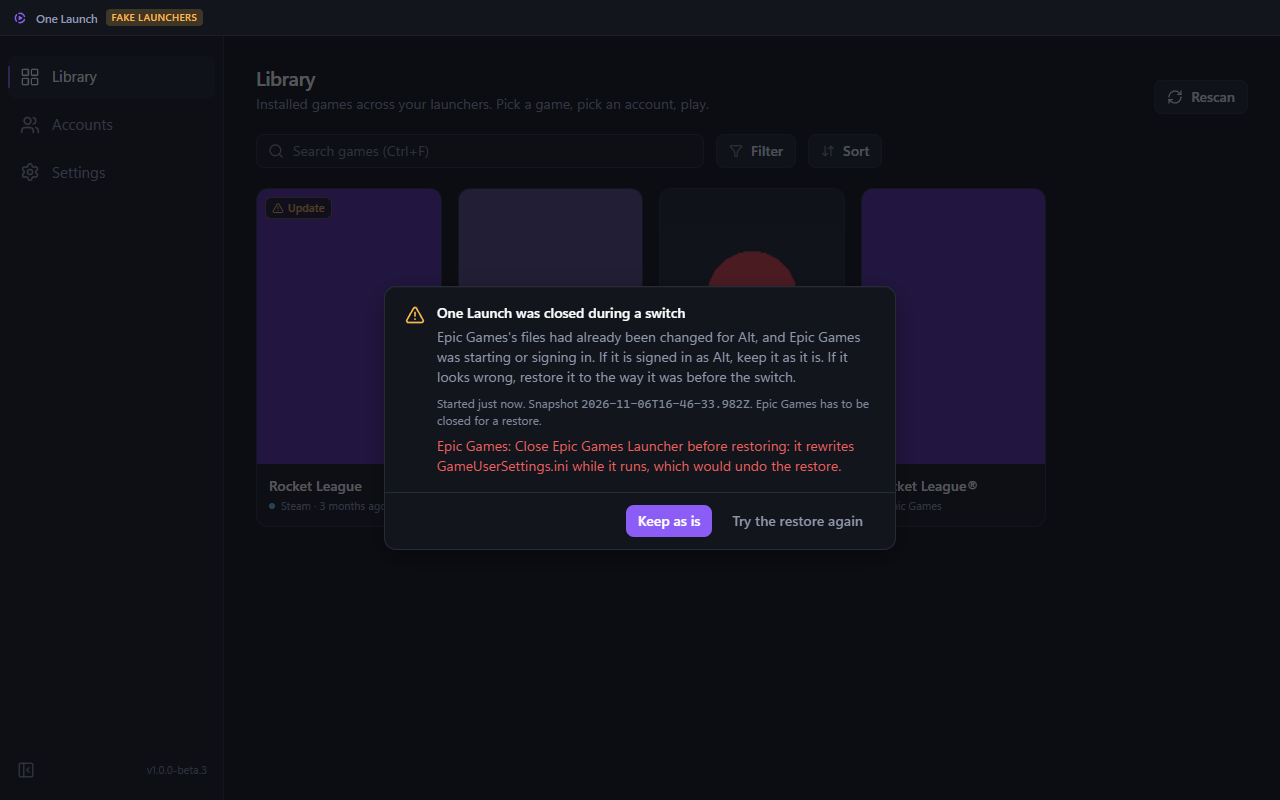 One Launch FAKE LAUNCHERS
Library
Accounts
Settings
Library
Installed games across your launchers. Pick a game, pick an account, play.
Rescan
Search games (Ctrl+F)
Filter
Sort
Update
One Launch was closed during a switch
Epic Games's files had already been changed for Alt, and Epic Games
was starting or signing in. If it is signed in as Alt, keep it as it is. If it
looks wrong, restore it to the way it was before the switch.
Started just now. Snapshot 2026-11-06T16-46-33.982Z. Epic Games has to be
closed for a restore.
Epic Games: Close Epic Games Launcher before restoring: it rewrites
GameUserSettings.ini while it runs, which would undo the restore.
Keep as is
Try the restore again
Rocket League
Steam · 3 months ago
League®
Games
v1.0.0-beta.3